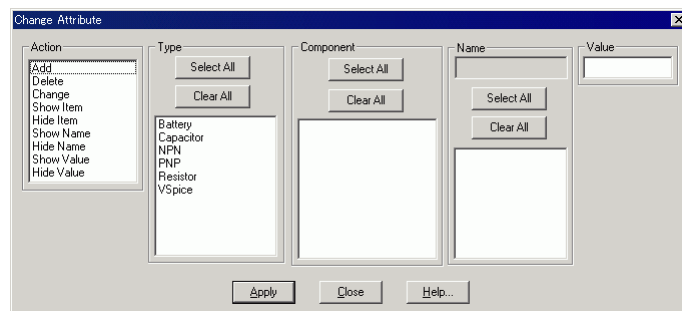 Change Attribute
Action
Add
Delete
Change
Show Item
Hide Item
Show Name
Hide Name
Show Value
Hide Value
Type
Select All
Clear All
Battery
Capacitor
NPN
PNP
Resistor
VSpice
Component
Select All
Clear All
Name
Select All
Clear All
Value
Apply
Close
Help...